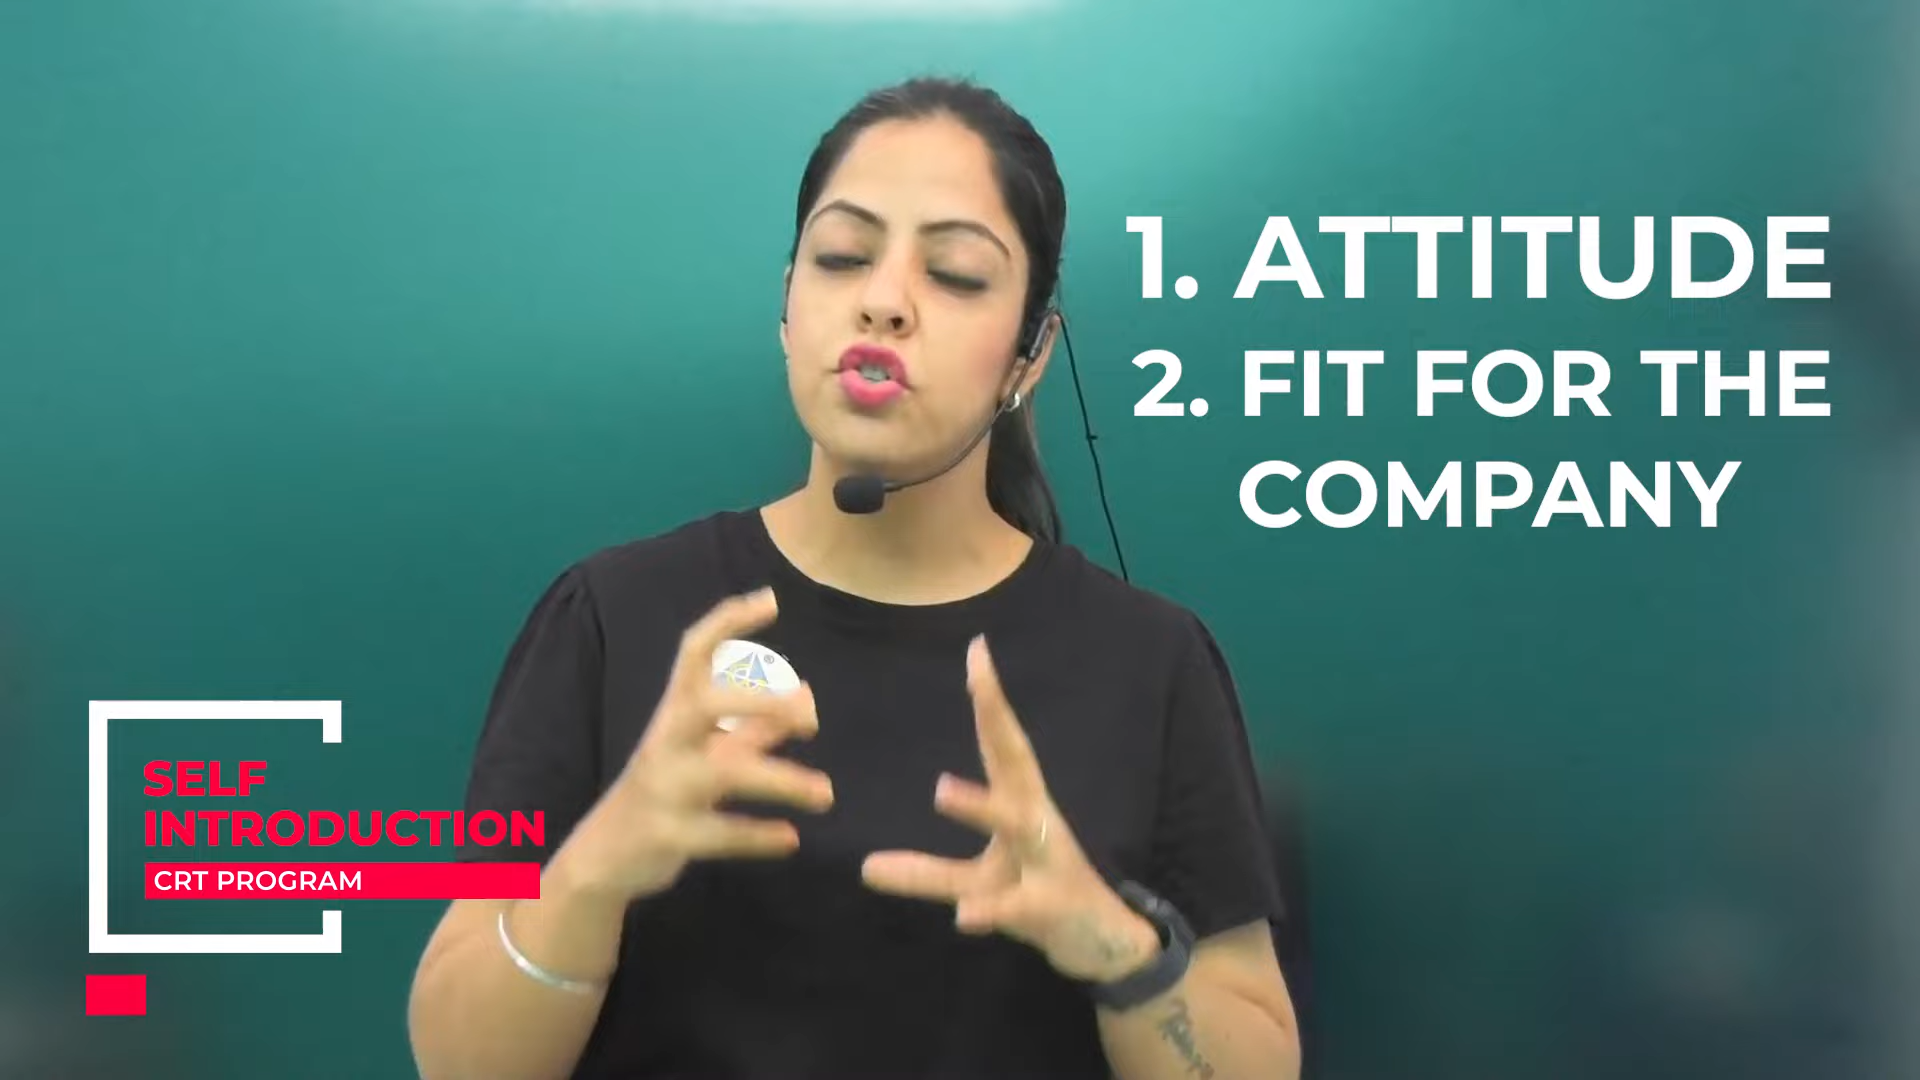 1. ATTITUDE
2. FIT FOR THE
COMPANY
SELF
INTRODUCTION
CRT PROGRAM